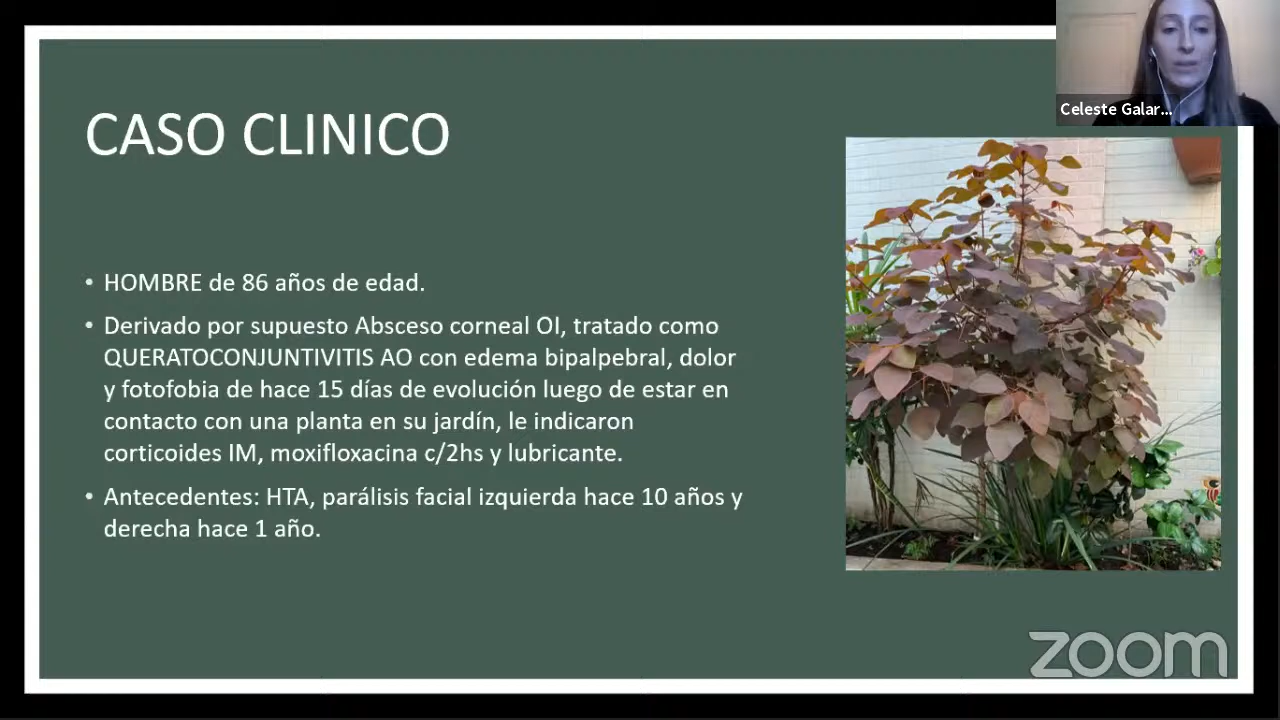 Celeste Galar...
CASO CLINICO
• HOMBRE de 86 años de edad.
• Derivado por supuesto Absceso corneal OI, tratado como
QUERATOCONJUNTIVITIS AO con edema bipalpebral, dolor
y fotofobia de hace 15 días de evolución luego de estar en
contacto con una planta en su jardín, le indicaron
corticoides IM, moxifloxacina c/2hs y lubricante.
• Antecedentes: HTA, parálisis facial izquierda hace 10 años y
derecha hace 1 año.
zoom